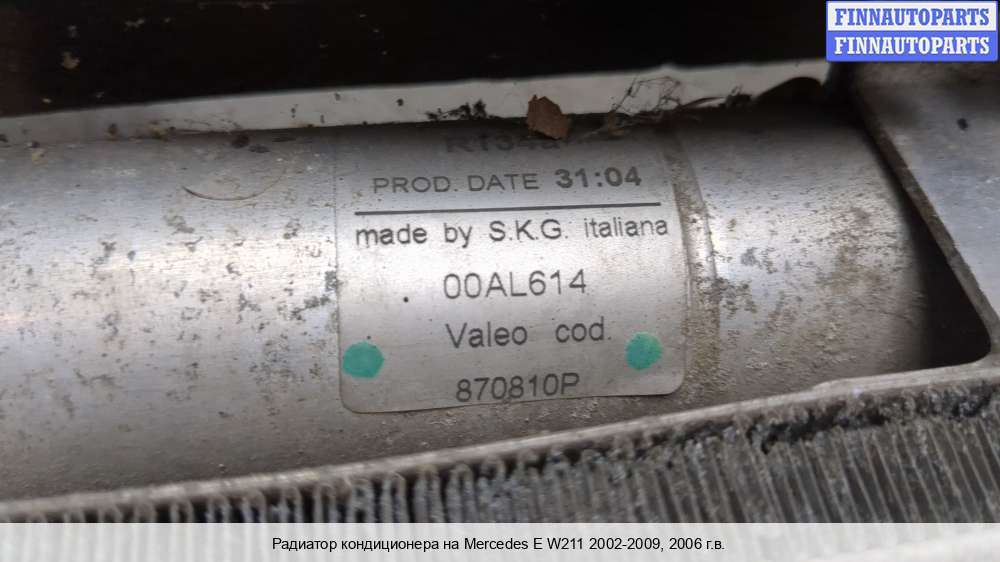 FINNAUTOPARTS
FINNAUTOPARTS
R134a
PROD. DATE 31:04
made by S.K.G. italiana
00AL614
Valeo cod.
870810P
Радиатор кондиционера на Mercedes E W211 2002-2009, 2006 г.в.